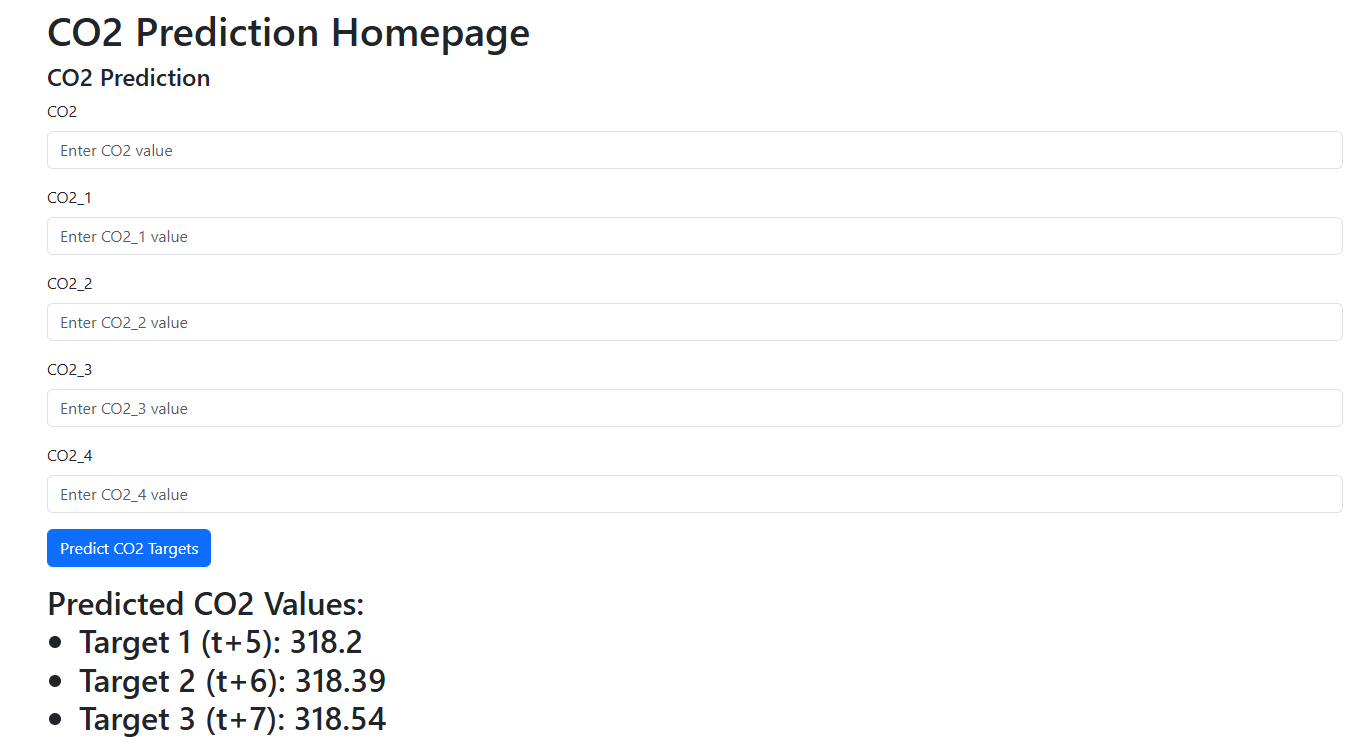 CO2 Prediction Homepage
CO2 Prediction
CO2
Enter CO2 value
CO2_1
Enter CO2_1 value
CO2_2
Enter CO2_2 value
CO2_3
Enter CO2_3 value
CO2_4
Enter CO2_4 value
Predict CO2 Targets
Predicted CO2 Values:
• Target 1 (t+5): 318.2
• Target 2 (t+6): 318.39
• Target 3 (t+7): 318.54